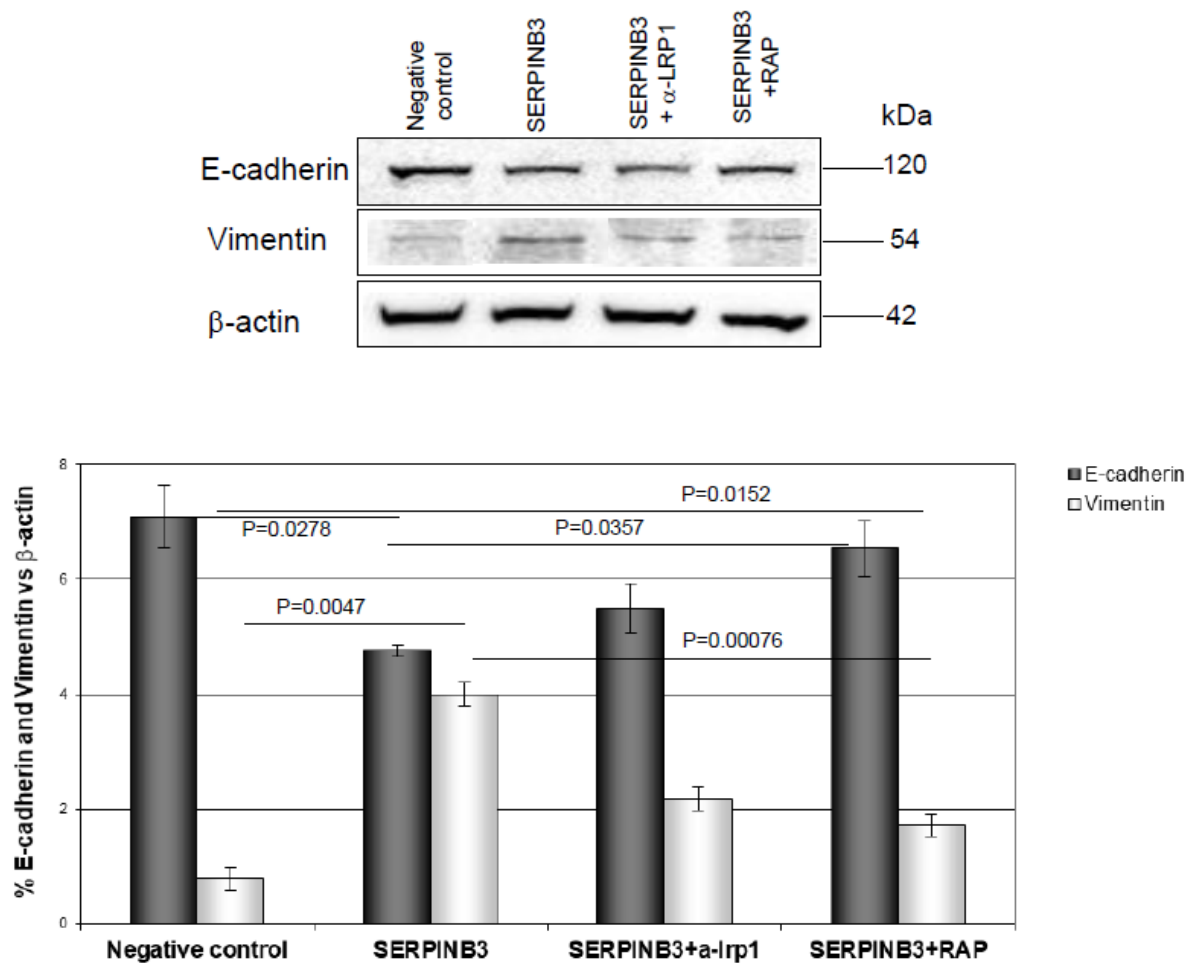 Negative
control
SERPINB3
SERPINB3
+ α-LRP1
SERPINB3
+RAP
kDa
E-cadherin
120
Vimentin
54
β-actin
42
% E-cadherin and Vimentin vs β-actin
8
6
4
2
0
P=0.0152
P=0.0278
P=0.0357
P=0.0047
P=0.00076
E-cadherin
Vimentin
Negative control
SERPINB3
SERPINB3+a-lrp1
SERPINB3+RAP